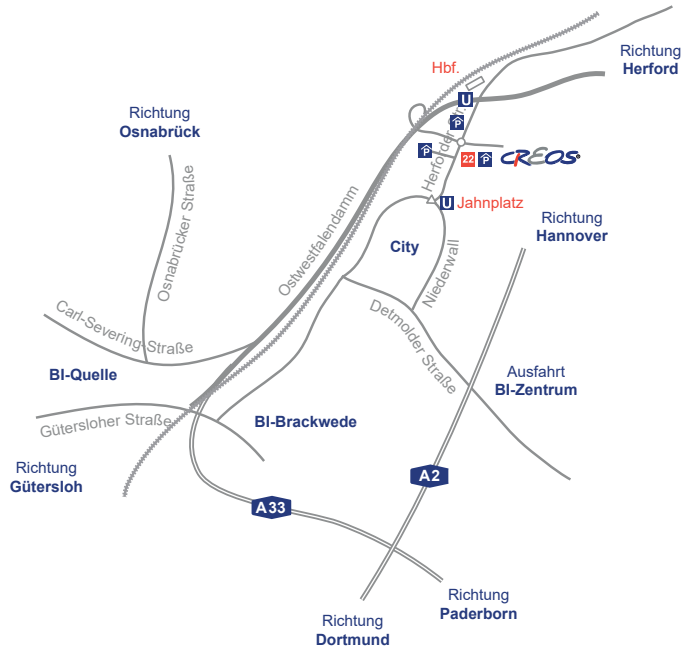 Richtung
Herford
Hbf.
U
P
Richtung
Osnabrück
Herforder Str.
P
22
P
CREOS
U
Jahnplatz
Richtung
Hannover
City
Ostwestfalendamm
Niederwall
Osnabrücker Straße
Carl-Severing-Straße
Detmolder Straße
BI-Quelle
Ausfahrt
BI-Zentrum
Gütersloher Straße
BI-Brackwede
Richtung
Gütersloh
A2
A33
Richtung
Paderborn
Richtung
Dortmund